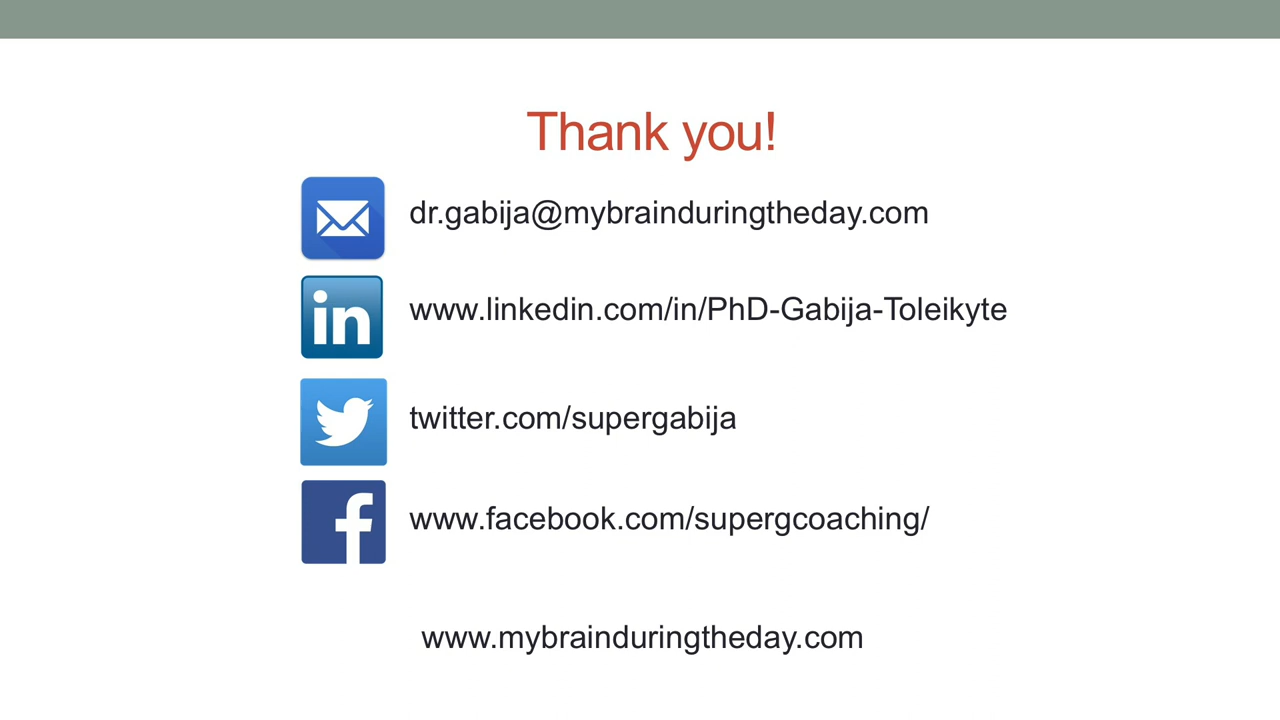 Thank you!
dr.gabija@mybrainduringtheday.com
in
www.linkedin.com/in/PhD-Gabija-Toleikyte
twitter.com/supergabija
f
www.facebook.com/supergcoaching/
www.mybrainduringtheday.com